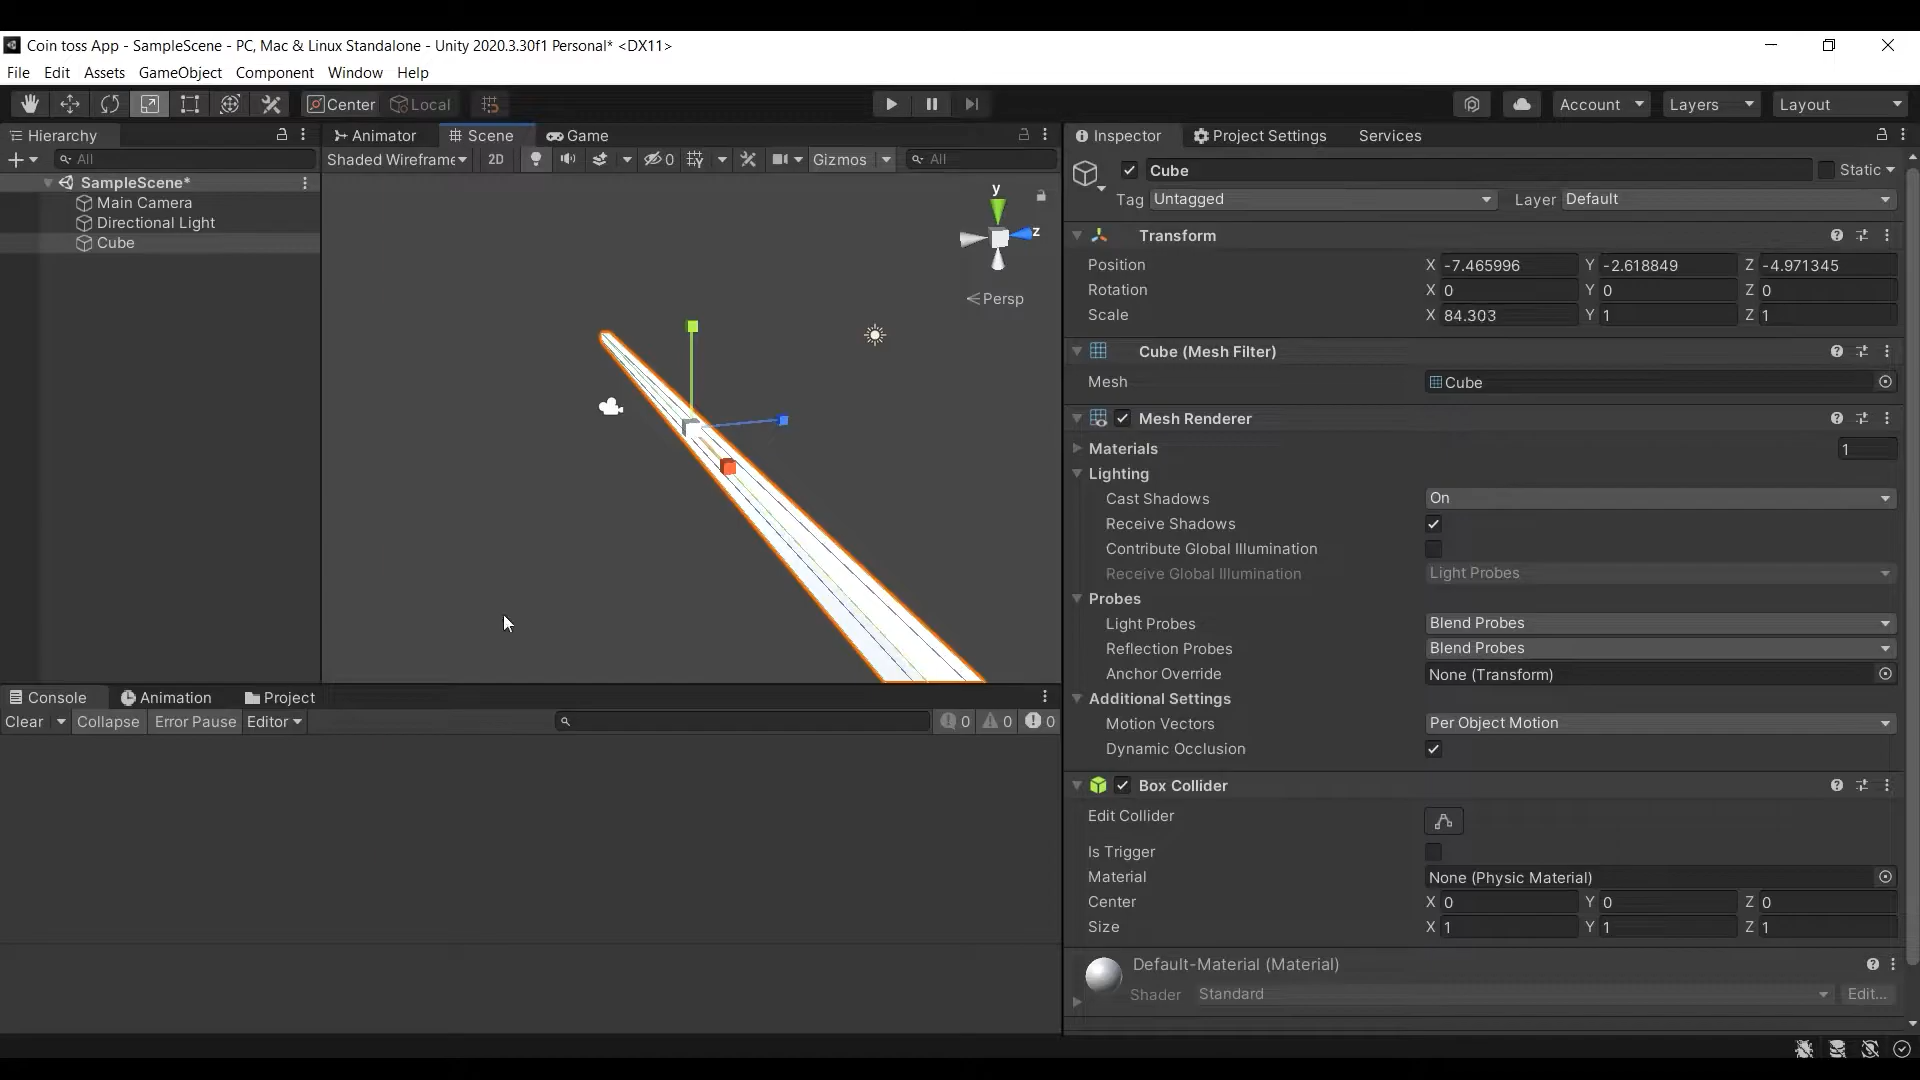 Coin toss App - SampleScene - PC, Mac & Linux Standalone - Unity 2020.3.30f1 Personal* <DX11>
File Edit Assets GameObject Component Window Help
Center Local Account Layers Layout
Hierarchy
All
SampleScene*
Main Camera
Directional Light
Cube
Animator Scene Game
Shaded Wireframe 2D 0 Gizmos All
y
z
Persp
Console Animation Project
Clear Collapse Error Pause Editor 0 0 0
Inspector Project Settings Services
Cube Static
Tag Untagged Layer Default
Transform
Position X -7.465996 Y -2.618849 Z -4.971345
Rotation X 0 Y 0 Z 0
Scale X 84.303 Y 1 Z 1
Cube (Mesh Filter)
Mesh Cube
Mesh Renderer
Materials 1
Lighting
Cast Shadows On
Receive Shadows
Contribute Global Illumination
Receive Global Illumination Light Probes
Probes
Light Probes Blend Probes
Reflection Probes Blend Probes
Anchor Override None (Transform)
Additional Settings
Motion Vectors Per Object Motion
Dynamic Occlusion
Box Collider
Edit Collider
Is Trigger
Material None (Physic Material)
Center X 0 Y 0 Z 0
Size X 1 Y 1 Z 1
Default-Material (Material)
Shader Standard Edit...